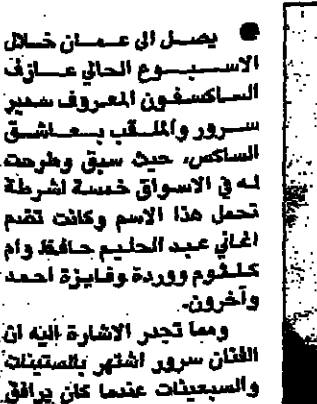 ● يصل الى عمان خلال
الاسبوع الحالي عازف
الساكسفون المعروف سمير
سرور والملقب بعاشق
الساكس، حيث سبق وطرحت
له في الاسواق خمسة اشرطة
تحمل هذا الاسم وكانت تضم
اغاني عبد الحليم حافظ وام
كلثوم ووردة وفايزة احمد
وآخرون.
ومما تجدر الاشارة اليه ان
الفنان سرور اشتهر بالستينات
والسبعينات عندما كان يرافق